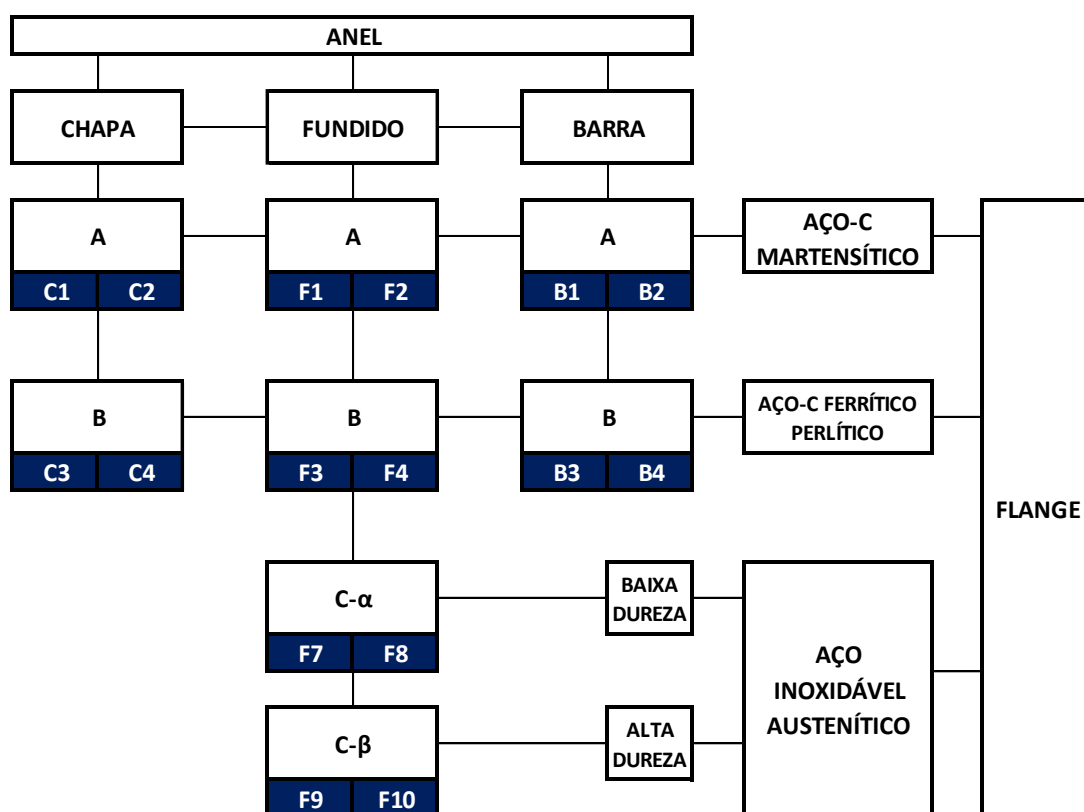 ANEL
CHAPA
FUNDIDO
BARRA
A
A
A
AÇO-C
MARTENSÍTICO
C1
C2
F1
F2
B1
B2
B
B
B
AÇO-C FERRÍTICO
PERLÍTICO
C3
C4
F3
F4
B3
B4
FLANGE
C-α
BAIXA
DUREZA
F7
F8
AÇO
INOXIDÁVEL
AUSTENÍTICO
C-β
ALTA
DUREZA
F9
F10